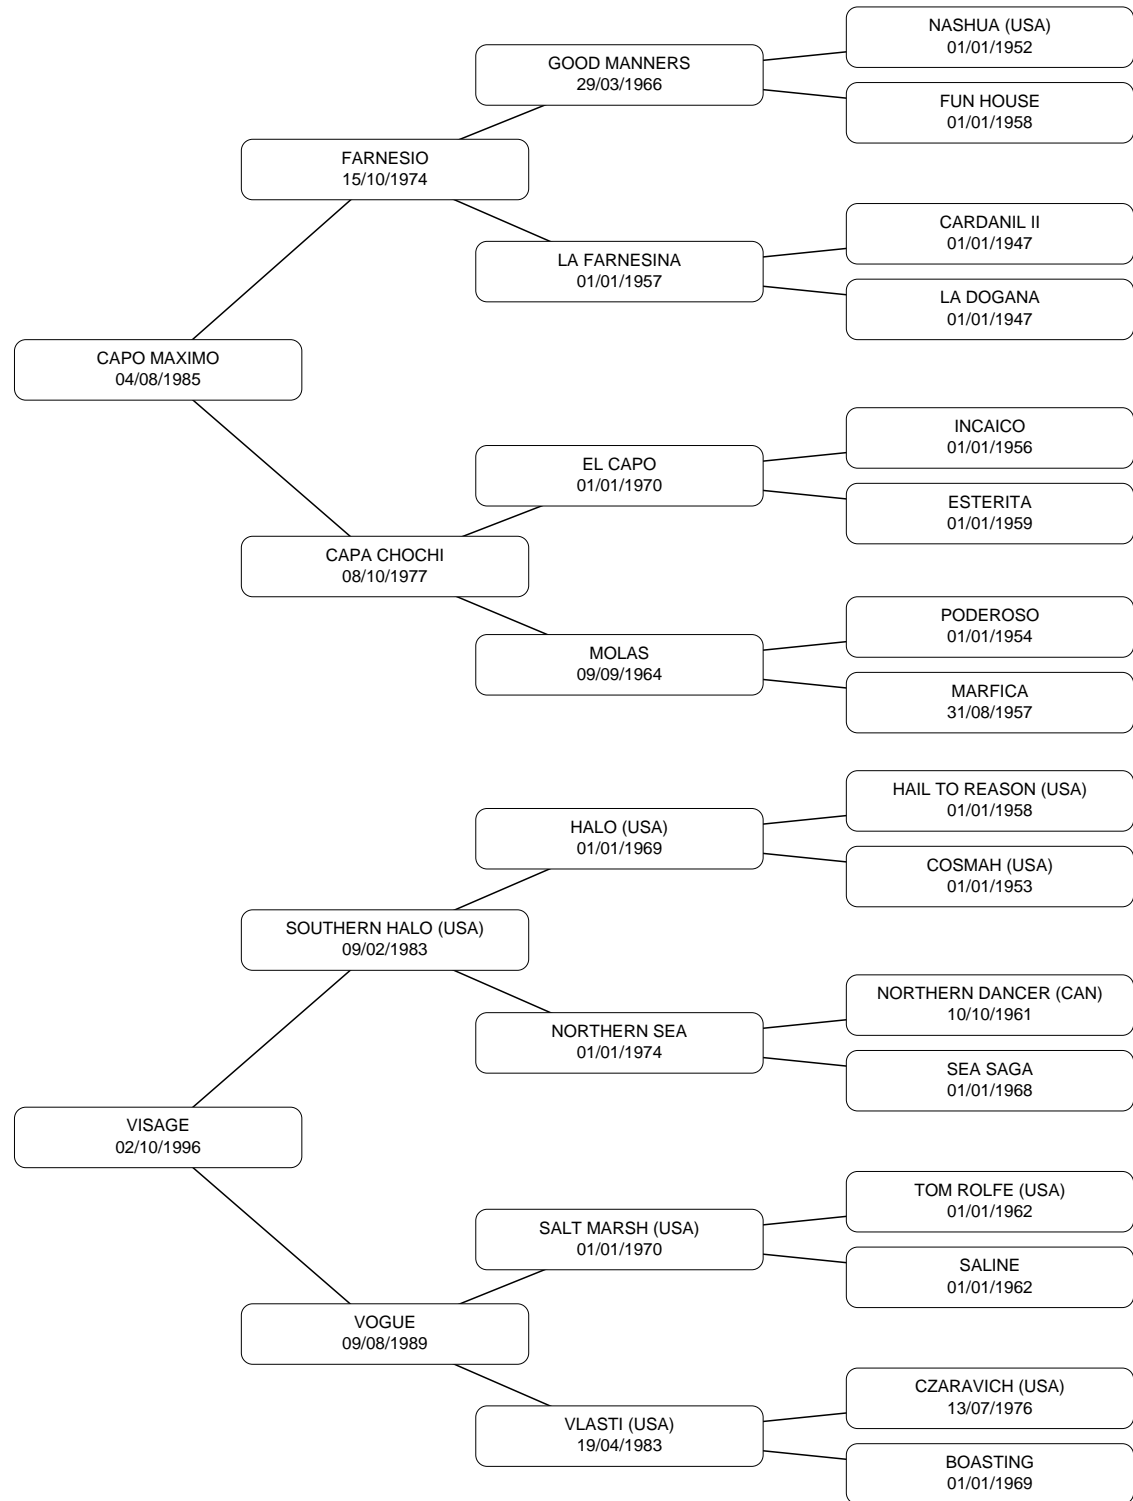 NASHUA (USA)
01/01/1952
GOOD MANNERS
29/03/1966
FUN HOUSE
01/01/1958
FARNESIO
15/10/1974
CARDANIL II
01/01/1947
LA FARNESINA
01/01/1957
LA DOGANA
01/01/1947
CAPO MAXIMO
04/08/1985
INCAICO
01/01/1956
EL CAPO
01/01/1970
ESTERITA
01/01/1959
CAPA CHOCHI
08/10/1977
PODEROSO
01/01/1954
MOLAS
09/09/1964
MARFICA
31/08/1957
HAIL TO REASON (USA)
01/01/1958
HALO (USA)
01/01/1969
COSMAH (USA)
01/01/1953
SOUTHERN HALO (USA)
09/02/1983
NORTHERN DANCER (CAN)
10/10/1961
NORTHERN SEA
01/01/1974
SEA SAGA
01/01/1968
VISAGE
02/10/1996
TOM ROLFE (USA)
01/01/1962
SALT MARSH (USA)
01/01/1970
SALINE
01/01/1962
VOGUE
09/08/1989
CZARAVICH (USA)
13/07/1976
VLASTI (USA)
19/04/1983
BOASTING
01/01/1969